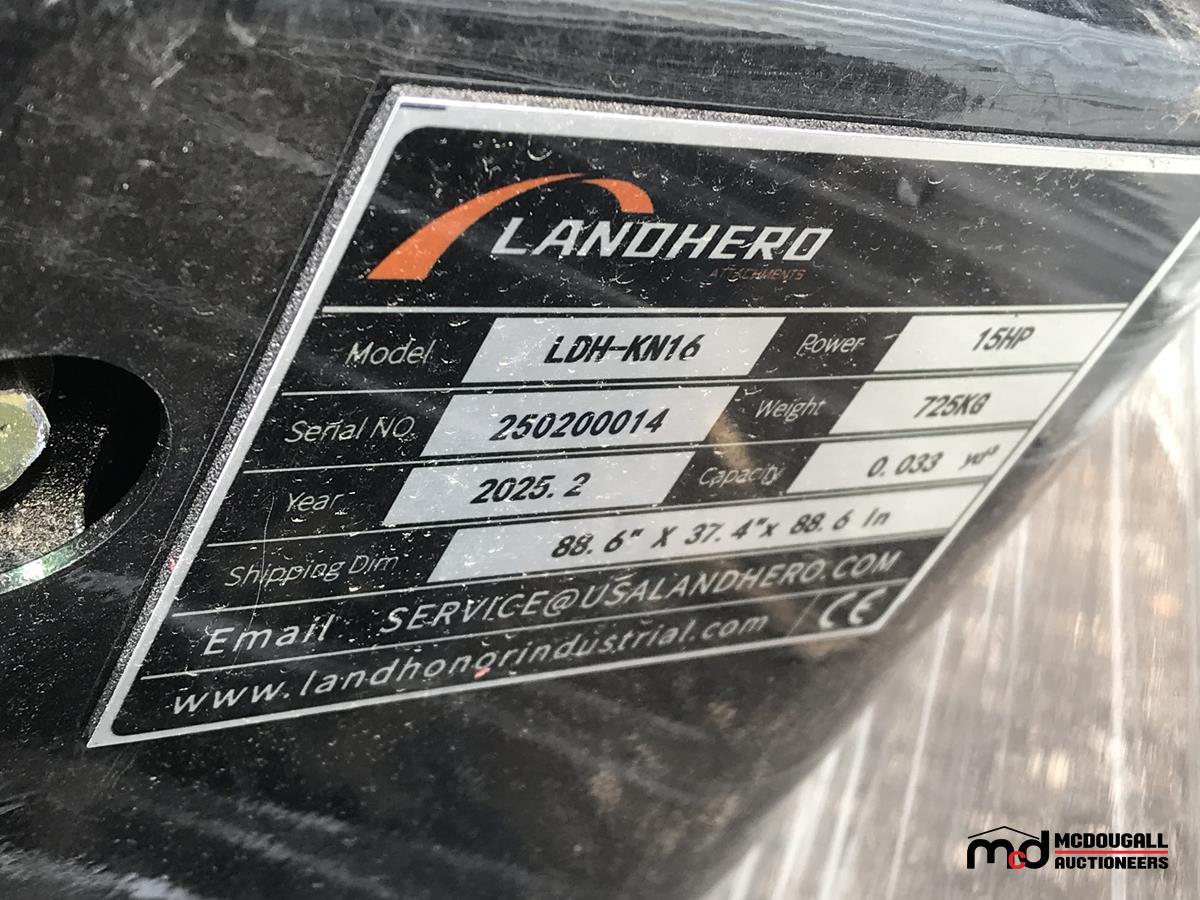 LANDHERO
ATTACHMENTS
Model LDH-KN16 Power 15HP
Serial NO 250200014 Weight 725KG
Year 2025.2 Capacity 0.033 yd³
Shipping Dim 88.6" X 37.4"x 88.6 In
Email SERVICE@USALANDHERO.COM
www.landhonorindustrial.com CE
mcd MCDOUGALL
AUCTIONEERS